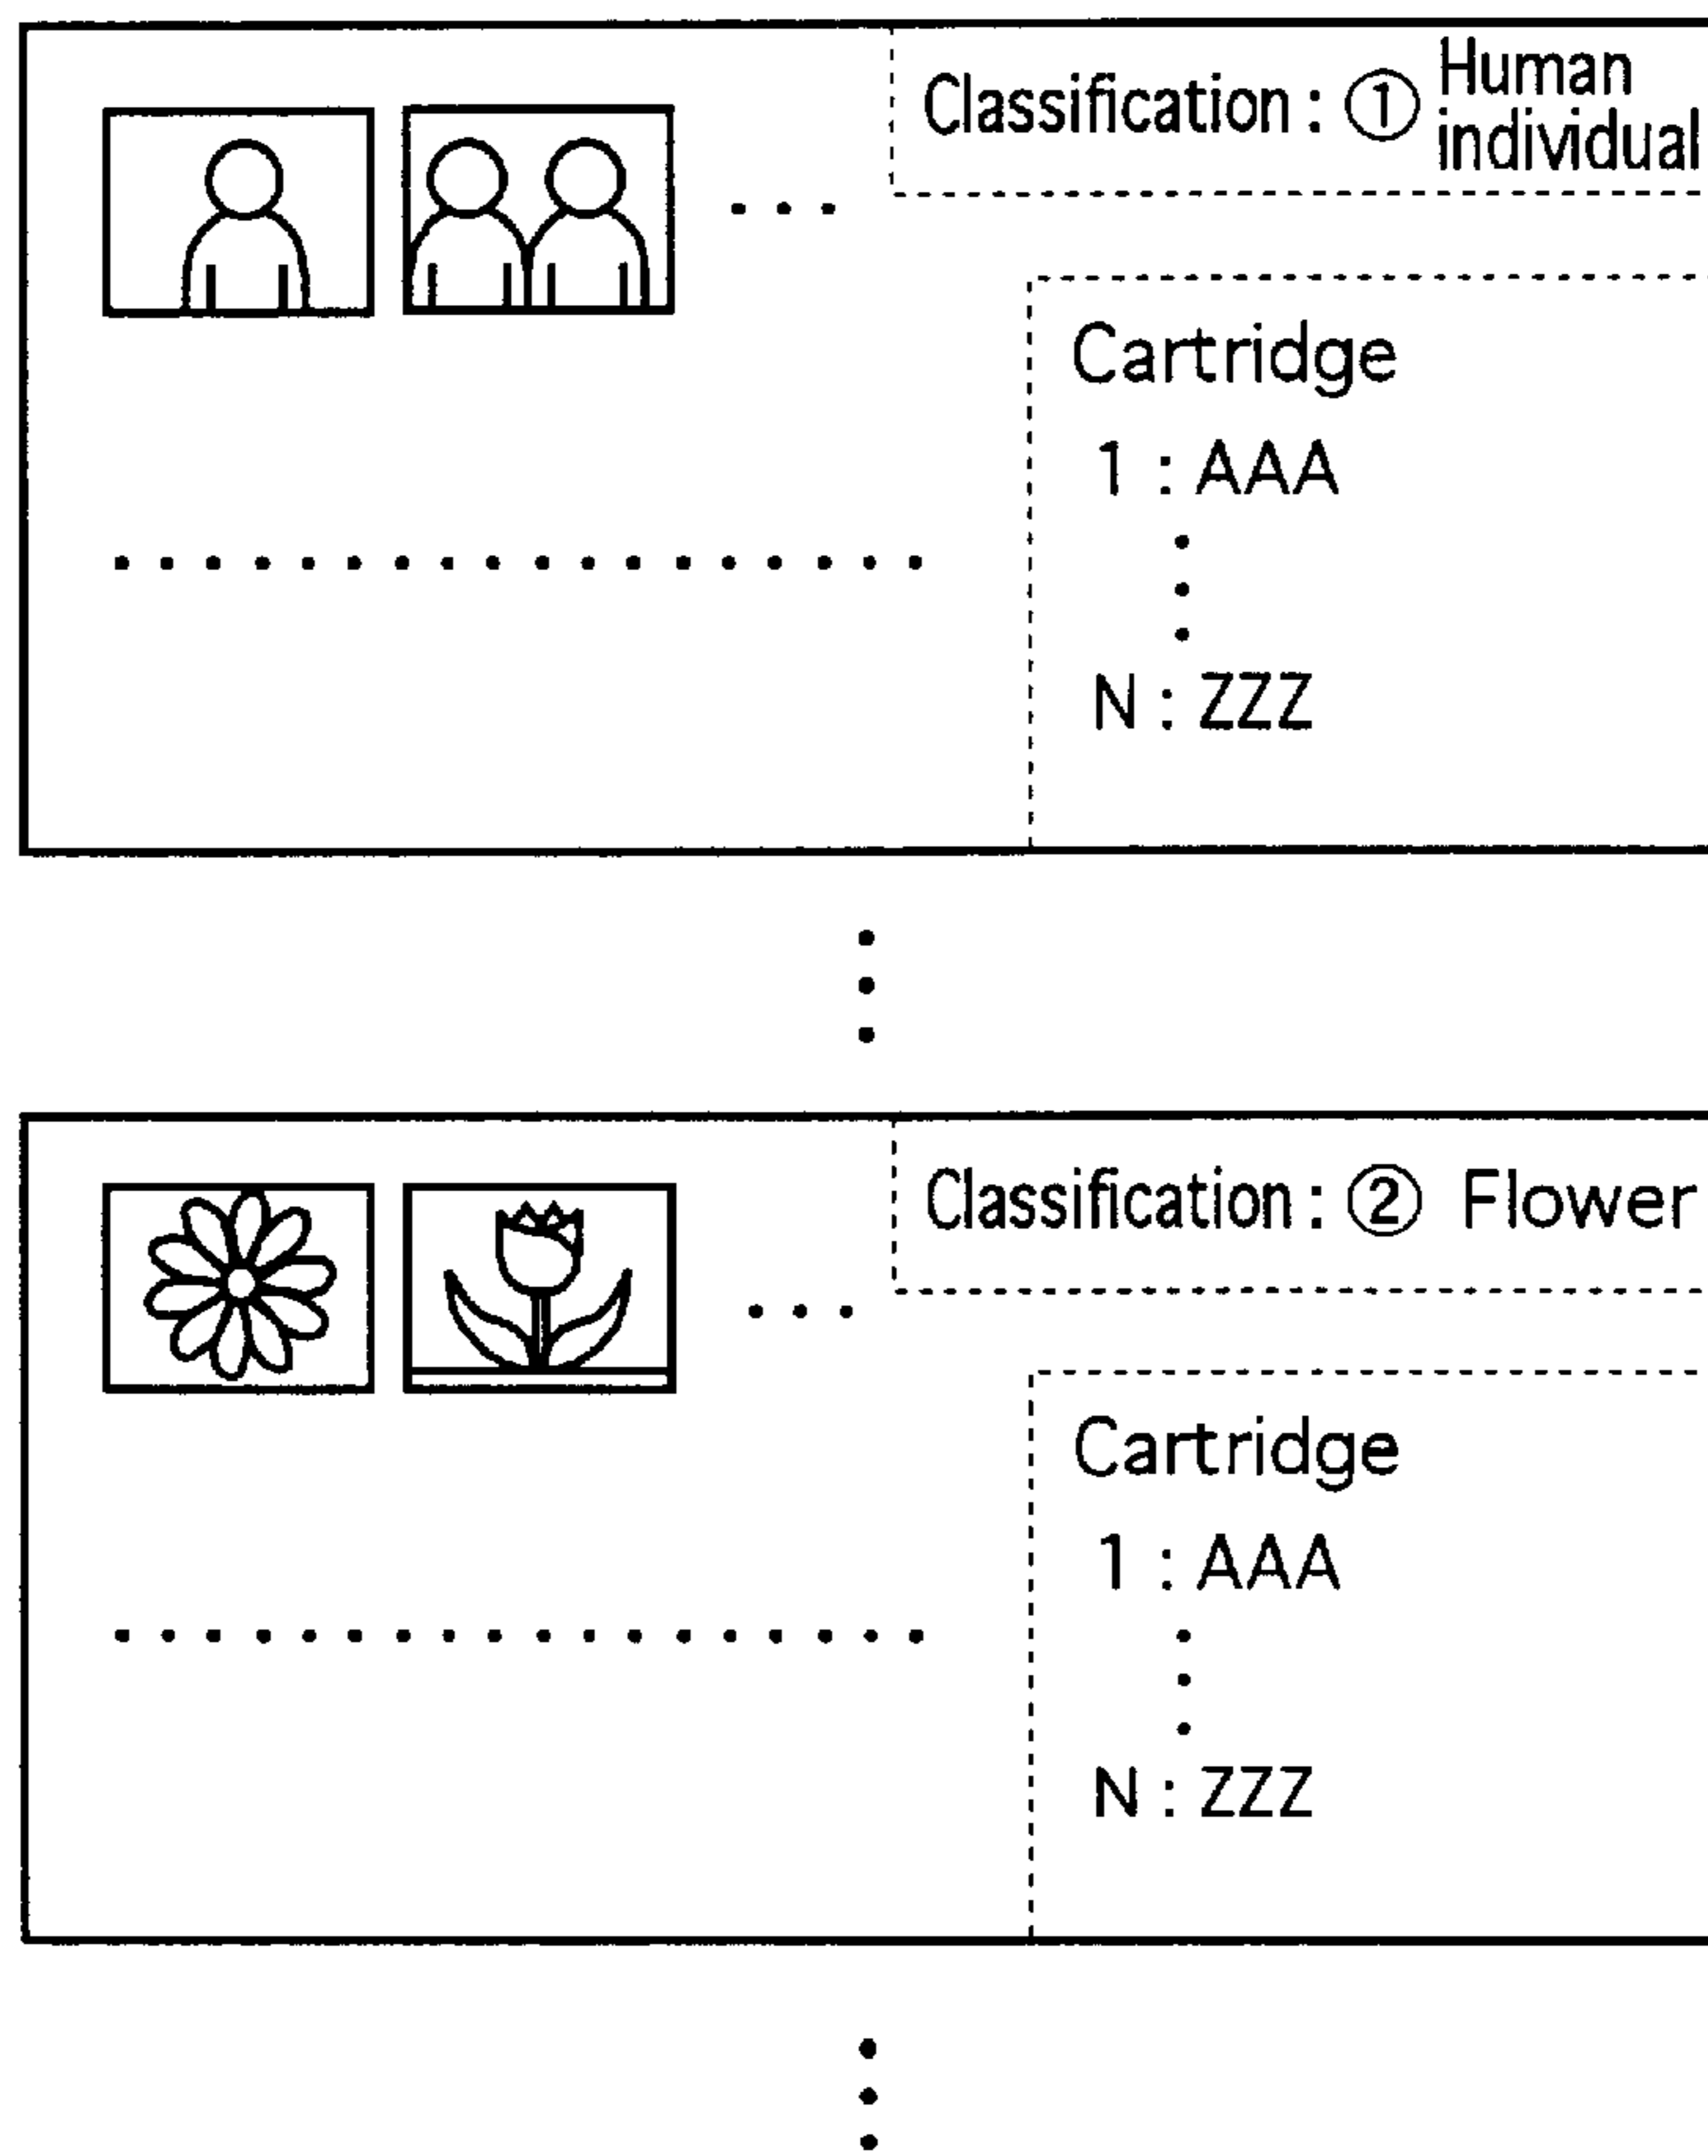 Classification : ① Human
individual
Cartridge
1 : AAA
N : ZZZ
Classification : ② Flower
Cartridge
1 : AAA
N : ZZZ